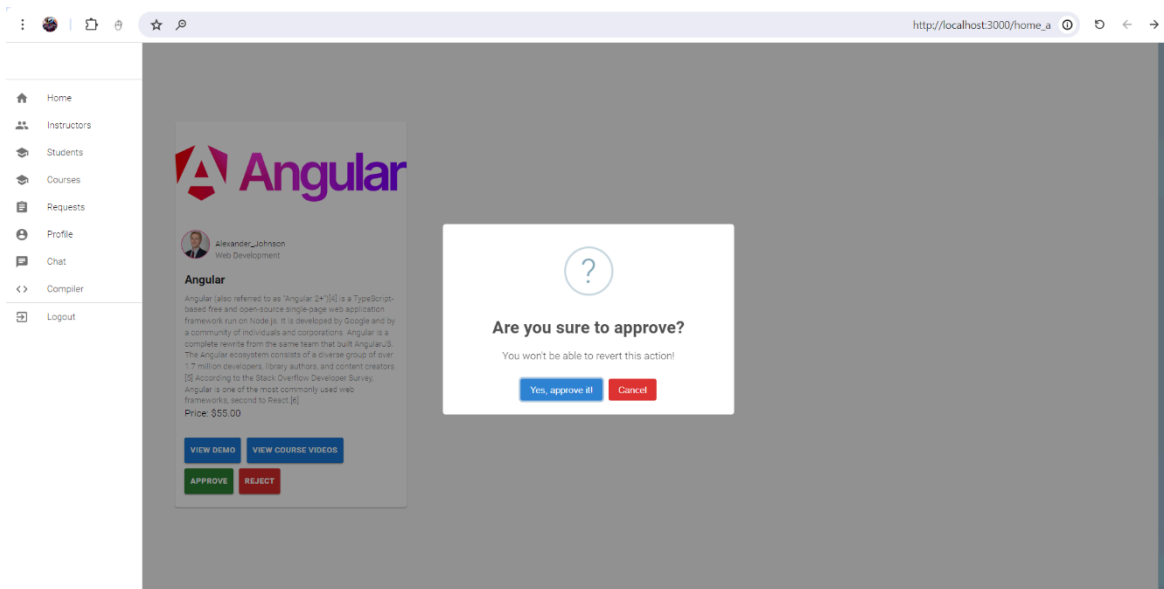 http://localhost:3000/home_a
Home
Instructors
Students
Courses
Requests
Profile
Chat
Compiler
Logout
Angular
Alexander_Johnson
Web Development
Angular
Angular (also referred to as "Angular 2+")[4] is a TypeScript-
based free and open-source single-page web application
framework run on Node.js. It is developed by Google and by
a community of individuals and corporations. Angular is a
complete rewrite from the same team that built AngularJS.
The Angular ecosystem consists of a diverse group of over
1.7 million developers, library authors, and content creators.
[5] According to the Stack Overflow Developer Survey,
Angular is one of the most commonly used web
frameworks, second to React.[6]
Price: $55.00
VIEW DEMO VIEW COURSE VIDEOS
APPROVE REJECT
?
Are you sure to approve?
You won't be able to revert this action!
Yes, approve it! Cancel